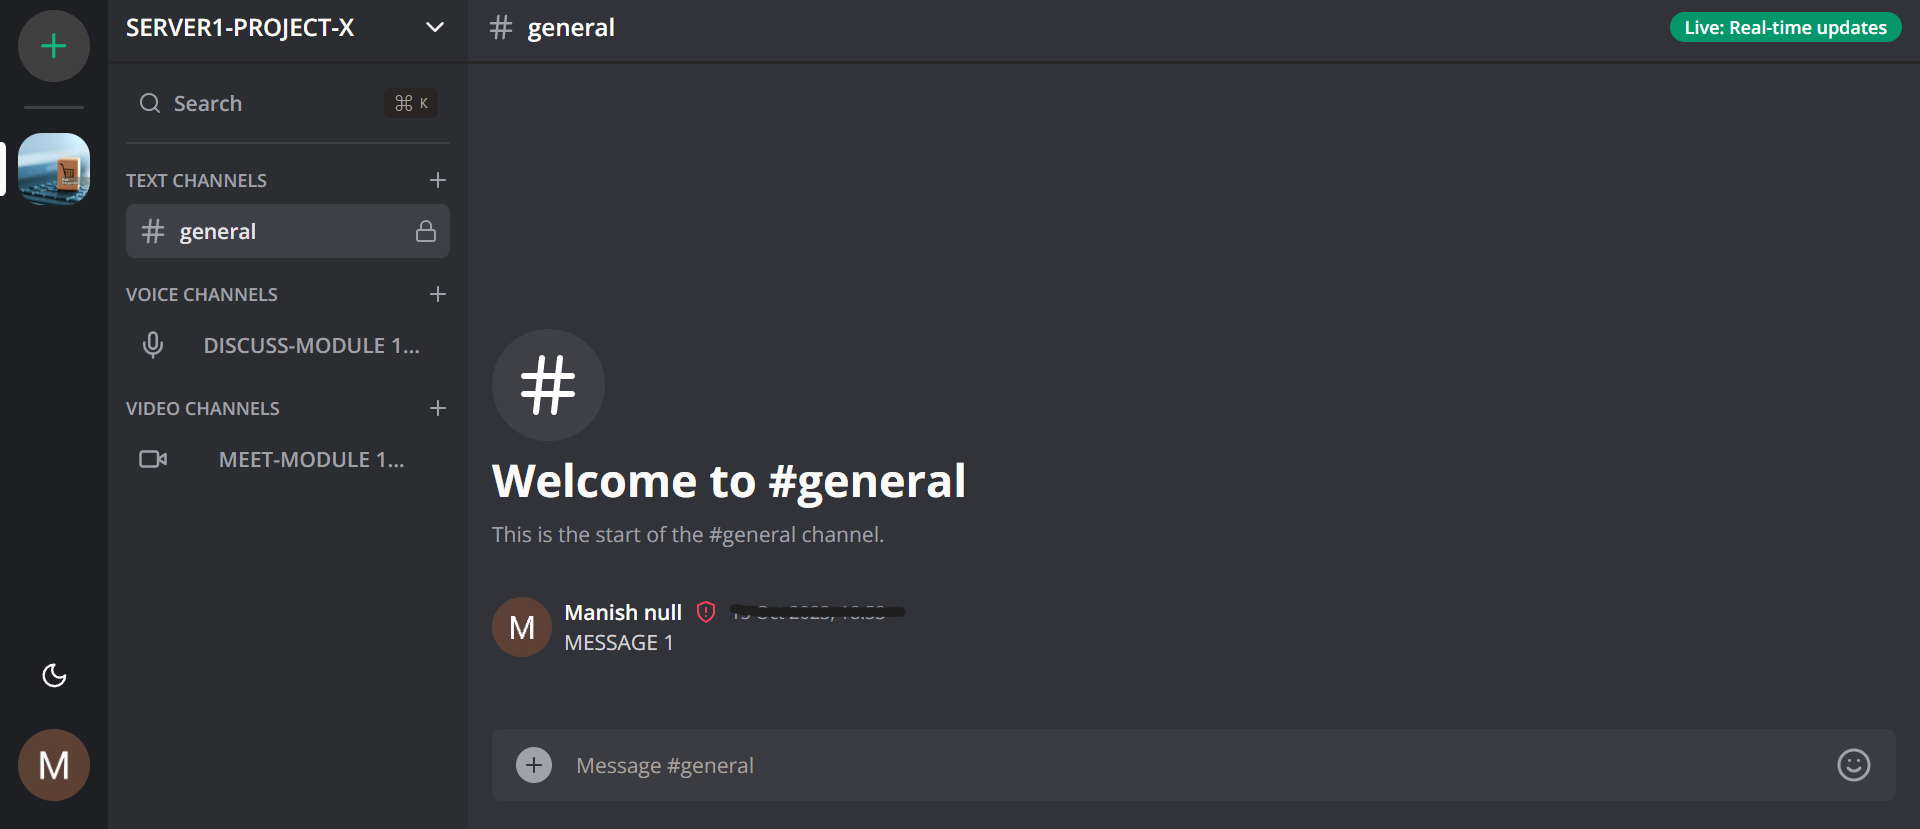 SERVER1-PROJECT-X
Search
⌘ K
TEXT CHANNELS
general
VOICE CHANNELS
DISCUSS-MODULE 1...
VIDEO CHANNELS
MEET-MODULE 1...
M
# general
Live: Real-time updates
#
Welcome to #general
This is the start of the #general channel.
M
Manish null
MESSAGE 1
Message #general